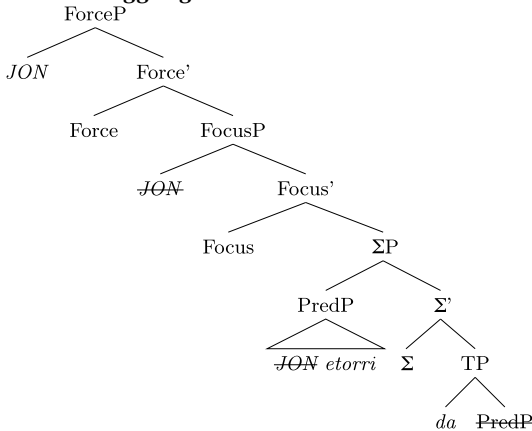 ForceP
JON Force'
Force FocusP
JON Focus'
Focus ΣP
PredP Σ'
JON etorri Σ TP
da PredP